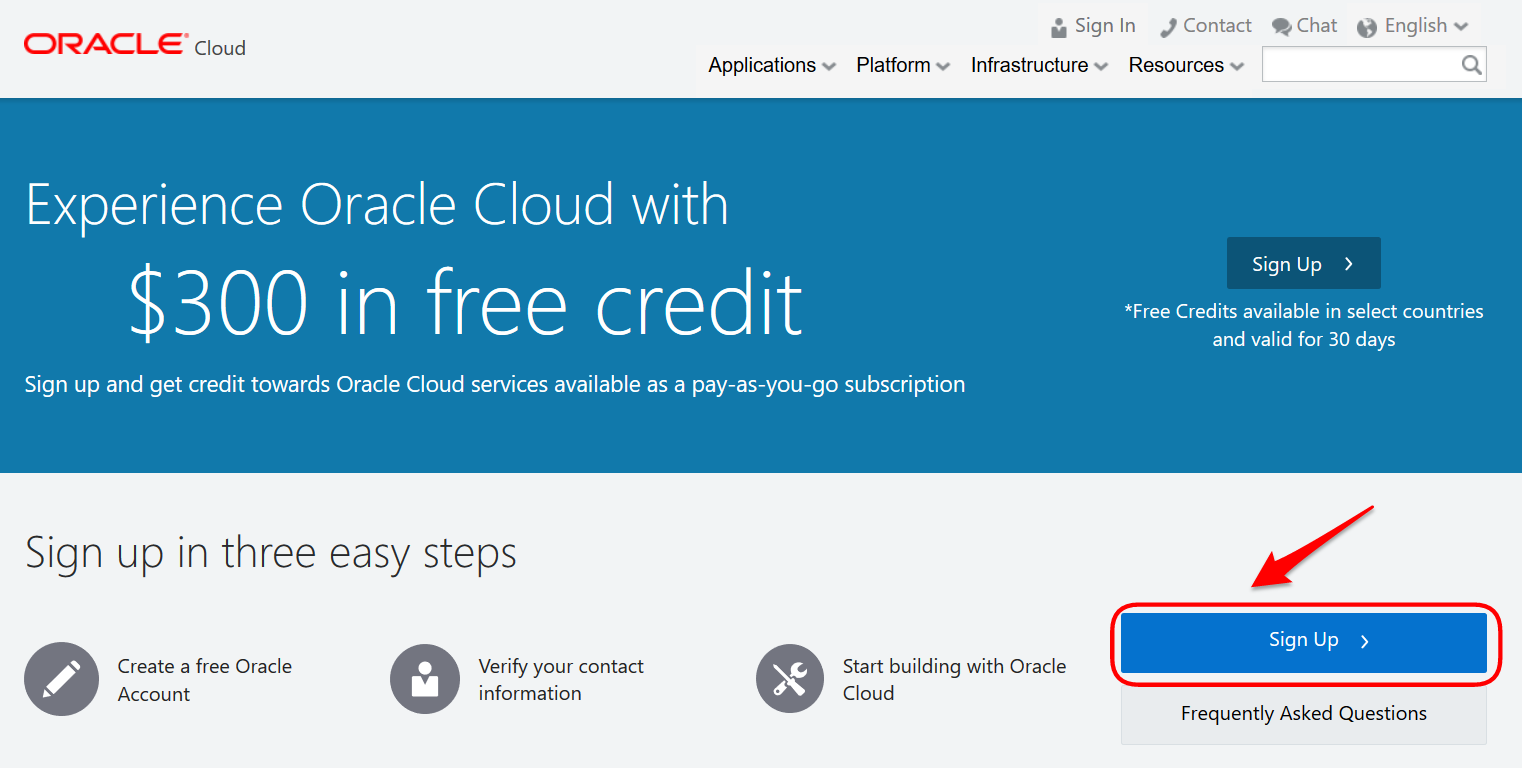 ORACLE Cloud
Sign In Contact Chat English
Applications Platform Infrastructure Resources
Experience Oracle Cloud with
$300 in free credit
Sign up and get credit towards Oracle Cloud services available as a pay-as-you-go subscription
Sign Up
*Free Credits available in select countries
and valid for 30 days
Sign up in three easy steps
Create a free Oracle
Account
Verify your contact
information
Start building with Oracle
Cloud
Sign Up
Frequently Asked Questions